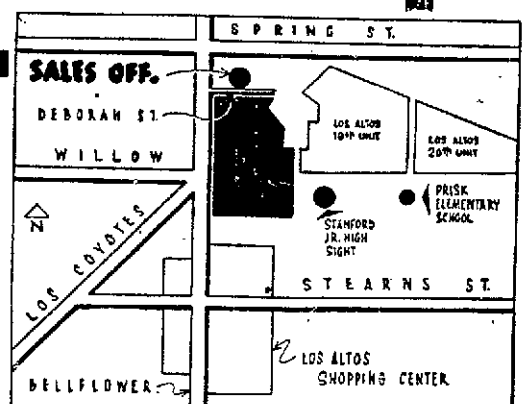 SPRING ST.
SALES OFF.
DEBORAH ST.
WILLOW
LOS ALTOS
19TH UNIT
LOS ALTOS
20TH UNIT
N
LOS COYOTES
STANFORD
JR. HIGH
SIGHT
PRISK
ELEMENTARY
SCHOOL
STEARNS ST.
LOS ALTOS
SHOPPING CENTER
BELLFLOWER